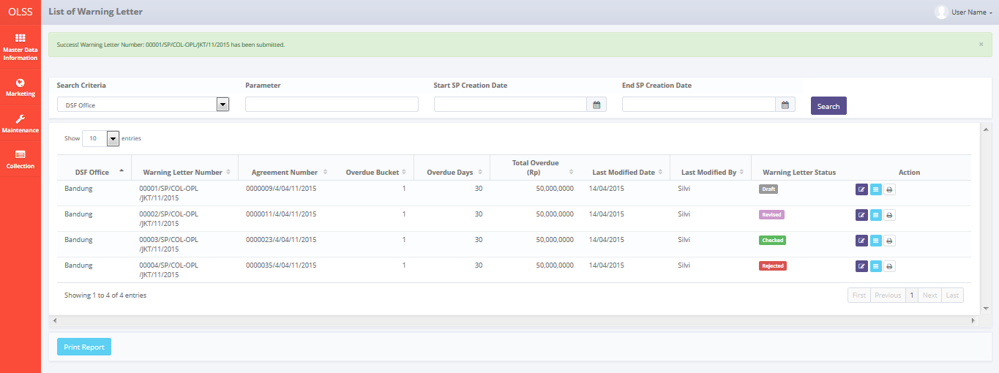 OLSS
List of Warning Letter
User Name
Master Data
Information
Marketing
Maintenance
Collection
Success! Warning Letter Number: 00001/SP/COL-OPL/JKT/11/2015 has been submitted.
×
Search Criteria Parameter Start SP Creation Date End SP Creation Date
DSF Office
Search
Show 10 entries
DSF Office Warning Letter Number Agreement Number Overdue Bucket Overdue Days Total Overdue
(Rp) Last Modified Date Last Modified By Warning Letter Status Action
Bandung 00001/SP/COL-OPL 0000009/4/04/11/2015 1 30 50,000,0000 14/04/2015 Silvi Draft
/JKT/11/2015
Bandung 00002/SP/COL-OPL 0000011/4/04/11/2015 1 30 50,000,0000 14/04/2015 Silvi Revised
/JKT/11/2015
Bandung 00003/SP/COL-OPL 0000023/4/04/11/2015 1 30 50,000,0000 14/04/2015 Silvi Checked
/JKT/11/2015
Bandung 00004/SP/COL-OPL 0000035/4/04/11/2015 1 30 50,000,0000 14/04/2015 Silvi Rejected
/JKT/11/2015
Showing 1 to 4 of 4 entries
First Previous 1 Next Last
Print Report